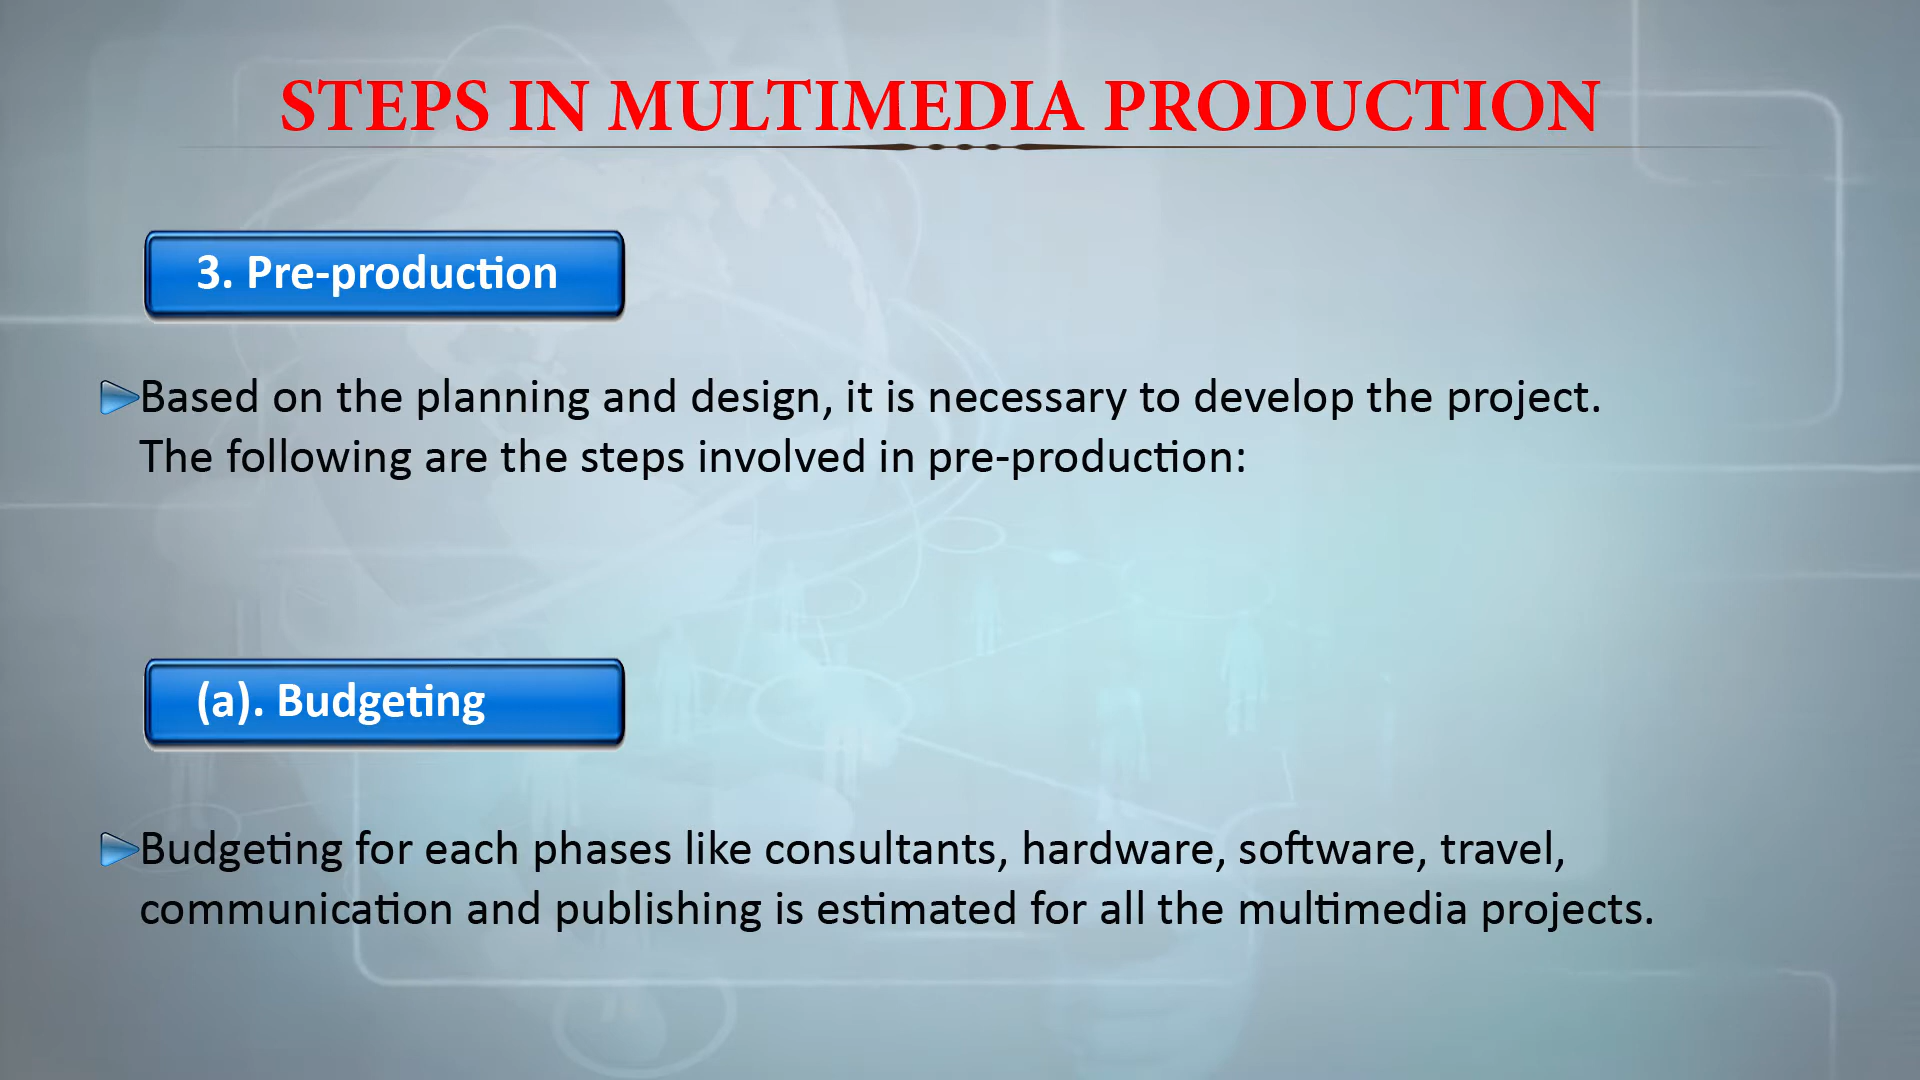 STEPS IN MULTIMEDIA PRODUCTION
3. Pre-production
Based on the planning and design, it is necessary to develop the project.
The following are the steps involved in pre-production:
(a). Budgeting
Budgeting for each phases like consultants, hardware, software, travel,
communication and publishing is estimated for all the multimedia projects.